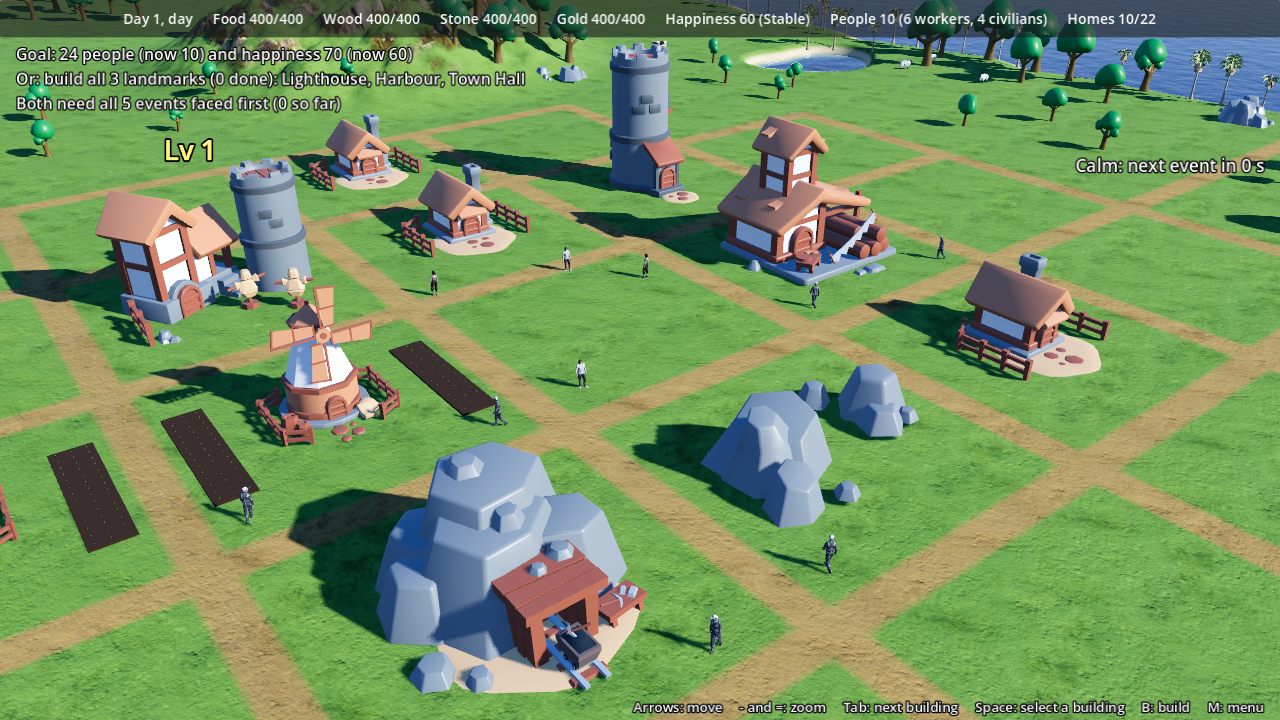 Day 1, day Food 400/400 Wood 400/400 Stone 400/400 Gold 400/400 Happiness 60 (Stable) People 10 (6 workers, 4 civilians) Homes 10/22
Goal: 24 people (now 10) and happiness 70 (now 60)
Or: build all 3 landmarks (0 done): Lighthouse, Harbour, Town Hall
Both need all 5 events faced first (0 so far)
Lv 1
Calm: next event in 0 s
Arrows: move - and =: zoom Tab: next building Space: select a building B: build M: menu